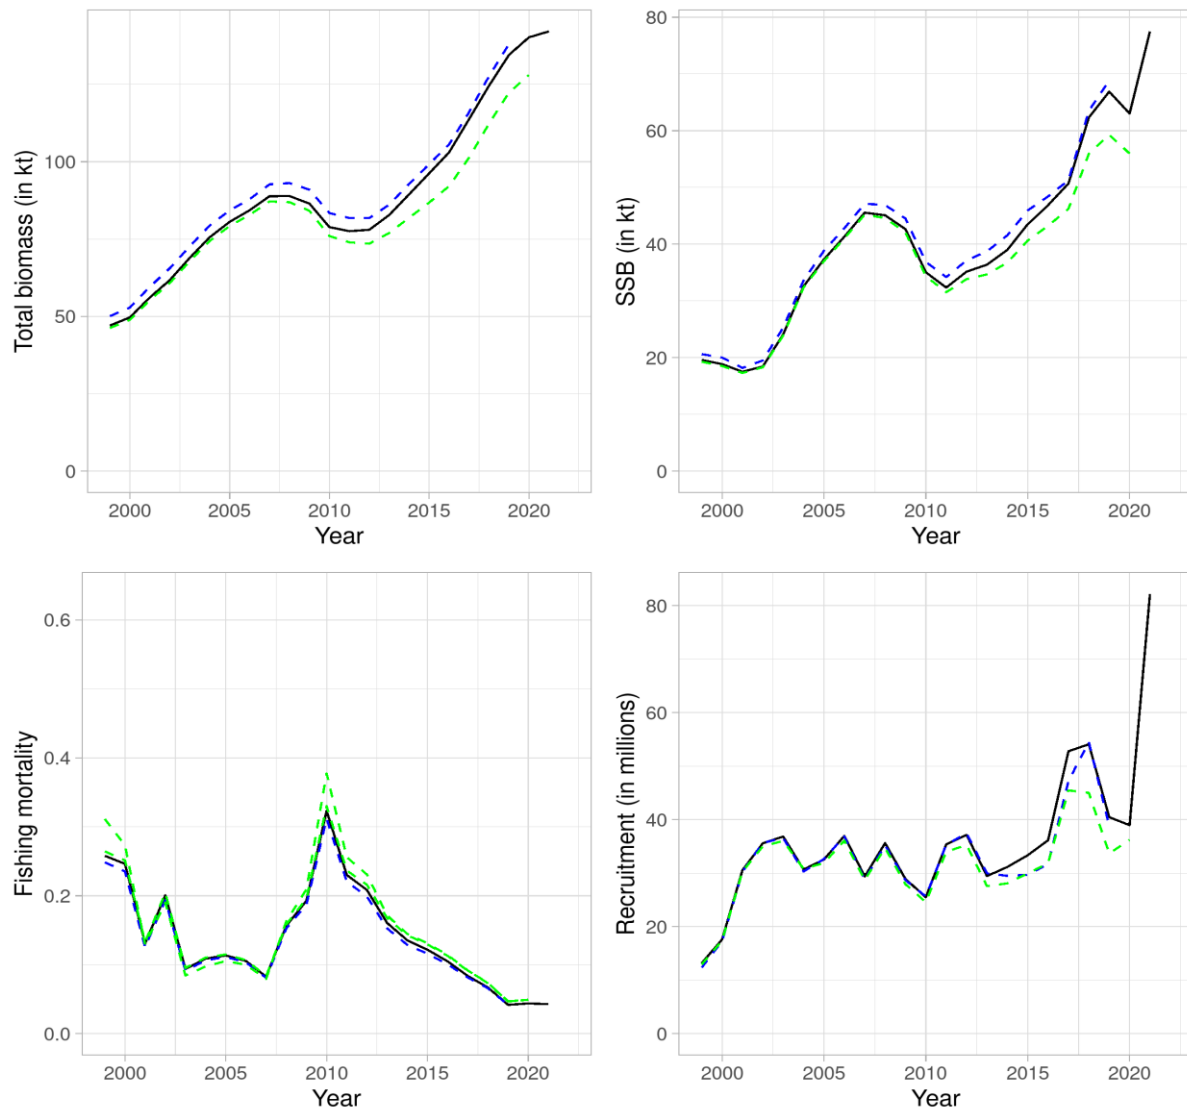 Total biomass (in kt)
100
50
0
2000 2005 2010 2015 2020
Year
SSB (in kt)
80
60
40
20
0
2000 2005 2010 2015 2020
Year
Fishing mortality
0.6
0.4
0.2
0.0
2000 2005 2010 2015 2020
Year
Recruitment (in millions)
80
60
40
20
0
2000 2005 2010 2015 2020
Year